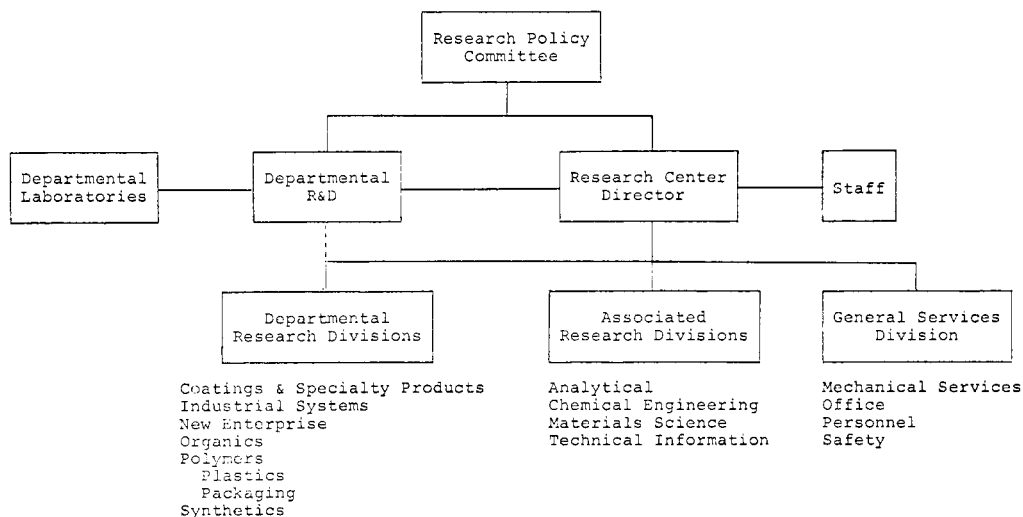 Research Policy
Committee
Departmental
Laboratories
Departmental
R&D
Research Center
Director
Staff
Departmental
Research Divisions
Associated
Research Divisions
General Services
Division
Coatings & Specialty Products
Industrial Systems
New Enterprise
Organics
Polymers
Plastics
Packaging
Synthetics
Analytical
Chemical Engineering
Materials Science
Technical Information
Mechanical Services
Office
Personnel
Safety